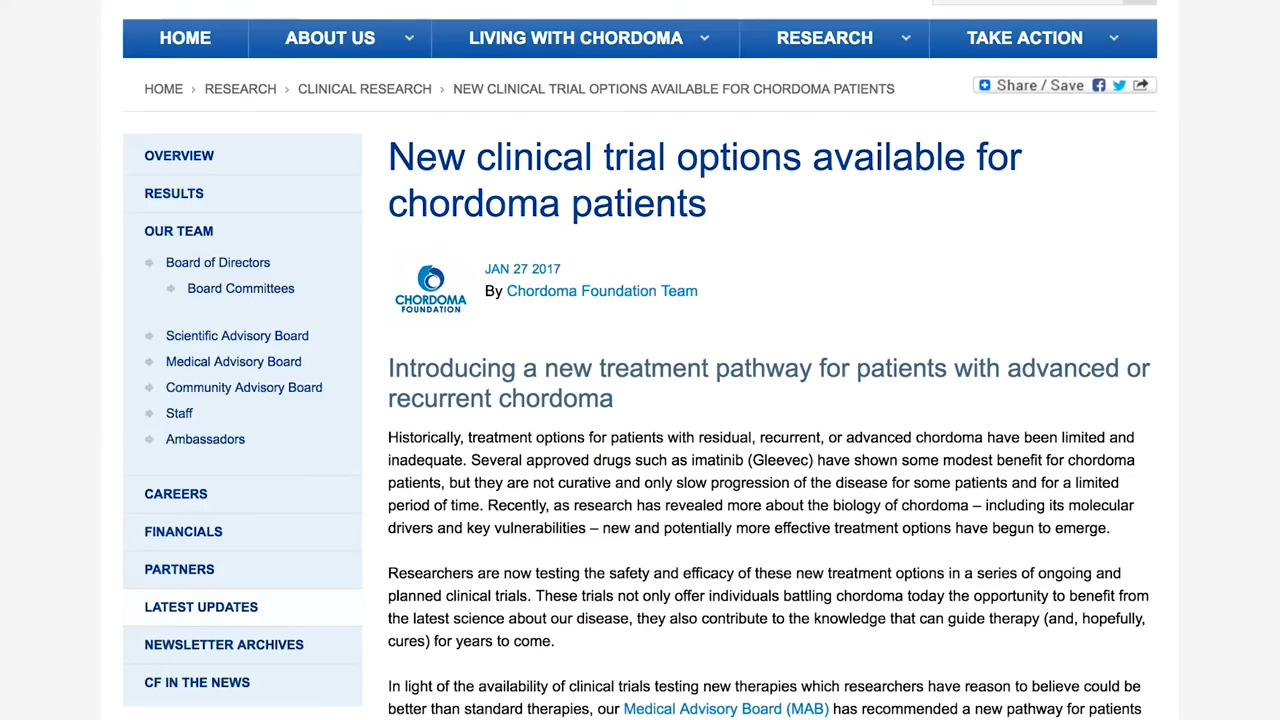 HOME ABOUT US LIVING WITH CHORDOMA RESEARCH TAKE ACTION
HOME › RESEARCH › CLINICAL RESEARCH › NEW CLINICAL TRIAL OPTIONS AVAILABLE FOR CHORDOMA PATIENTS
Share / Save
OVERVIEW
RESULTS
OUR TEAM
Board of Directors
Board Committees
Scientific Advisory Board
Medical Advisory Board
Community Advisory Board
Staff
Ambassadors
CAREERS
FINANCIALS
PARTNERS
LATEST UPDATES
NEWSLETTER ARCHIVES
CF IN THE NEWS
New clinical trial options available for
chordoma patients
CHORDOMA
FOUNDATION
JAN 27 2017
By Chordoma Foundation Team
Introducing a new treatment pathway for patients with advanced or
recurrent chordoma
Historically, treatment options for patients with residual, recurrent, or advanced chordoma have been limited and
inadequate. Several approved drugs such as imatinib (Gleevec) have shown some modest benefit for chordoma
patients, but they are not curative and only slow progression of the disease for some patients and for a limited
period of time. Recently, as research has revealed more about the biology of chordoma – including its molecular
drivers and key vulnerabilities – new and potentially more effective treatment options have begun to emerge.
Researchers are now testing the safety and efficacy of these new treatment options in a series of ongoing and
planned clinical trials. These trials not only offer individuals battling chordoma today the opportunity to benefit from
the latest science about our disease, they also contribute to the knowledge that can guide therapy (and, hopefully,
cures) for years to come.
In light of the availability of clinical trials testing new therapies which researchers have reason to believe could be
better than standard therapies, our Medical Advisory Board (MAB) has recommended a new pathway for patients